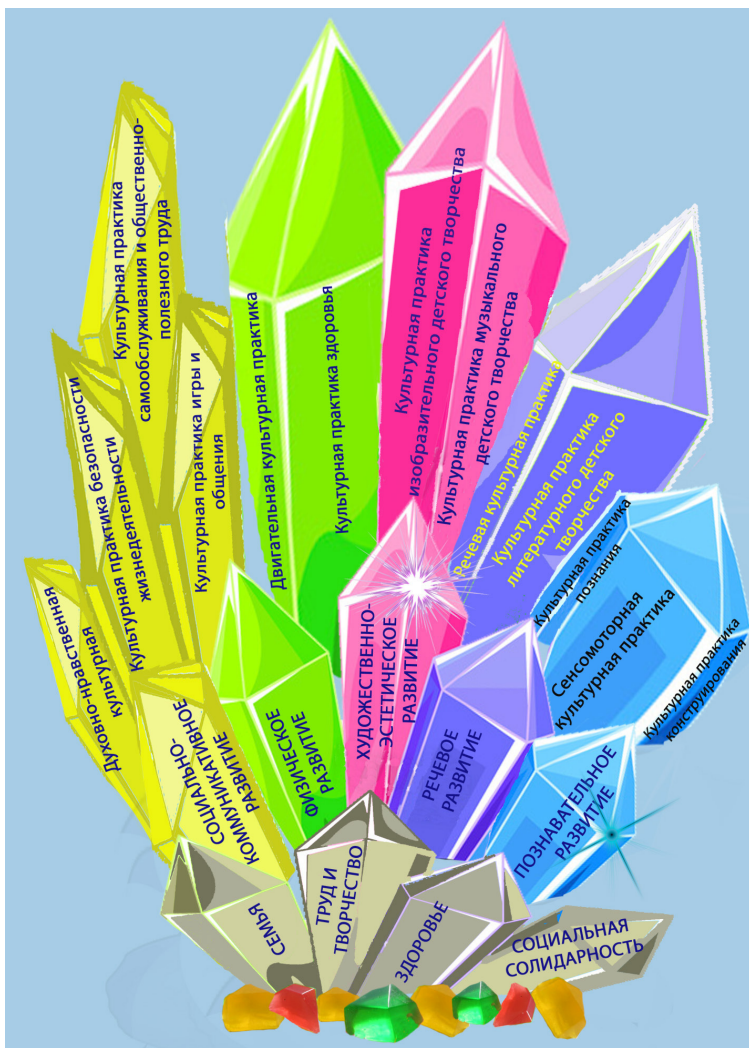 Культурная практика
самообслуживания и общественно-
полезного труда
Культурная практика безопасности
жизнедеятельности
Культурная практика игры и
общения
Духовно-нравственная
культурная
Двигательная культурная практика
Культурная практика здоровья
Культурная практика
изобразительного детского творчества
Культурная практика музыкального
детского творчества
Речевая культурная практика
Культурная практика
литературного детского
творчества
Культурная практика
познания
Сенсомоторная
культурная практика
Культурная практика
конструирования
СОЦИАЛЬНО-
КОММУНИКАТИВНОЕ
РАЗВИТИЕ
ФИЗИЧЕСКОЕ
РАЗВИТИЕ
ХУДОЖЕСТВЕННО-
ЭСТЕТИЧЕСКОЕ
РАЗВИТИЕ
РЕЧЕВОЕ
РАЗВИТИЕ
ПОЗНАВАТЕЛЬНОЕ
РАЗВИТИЕ
СЕМЬЯ
ТРУД И
ТВОРЧЕСТВО
ЗДОРОВЬЕ
СОЦИАЛЬНАЯ
СОЛИДАРНОСТЬ